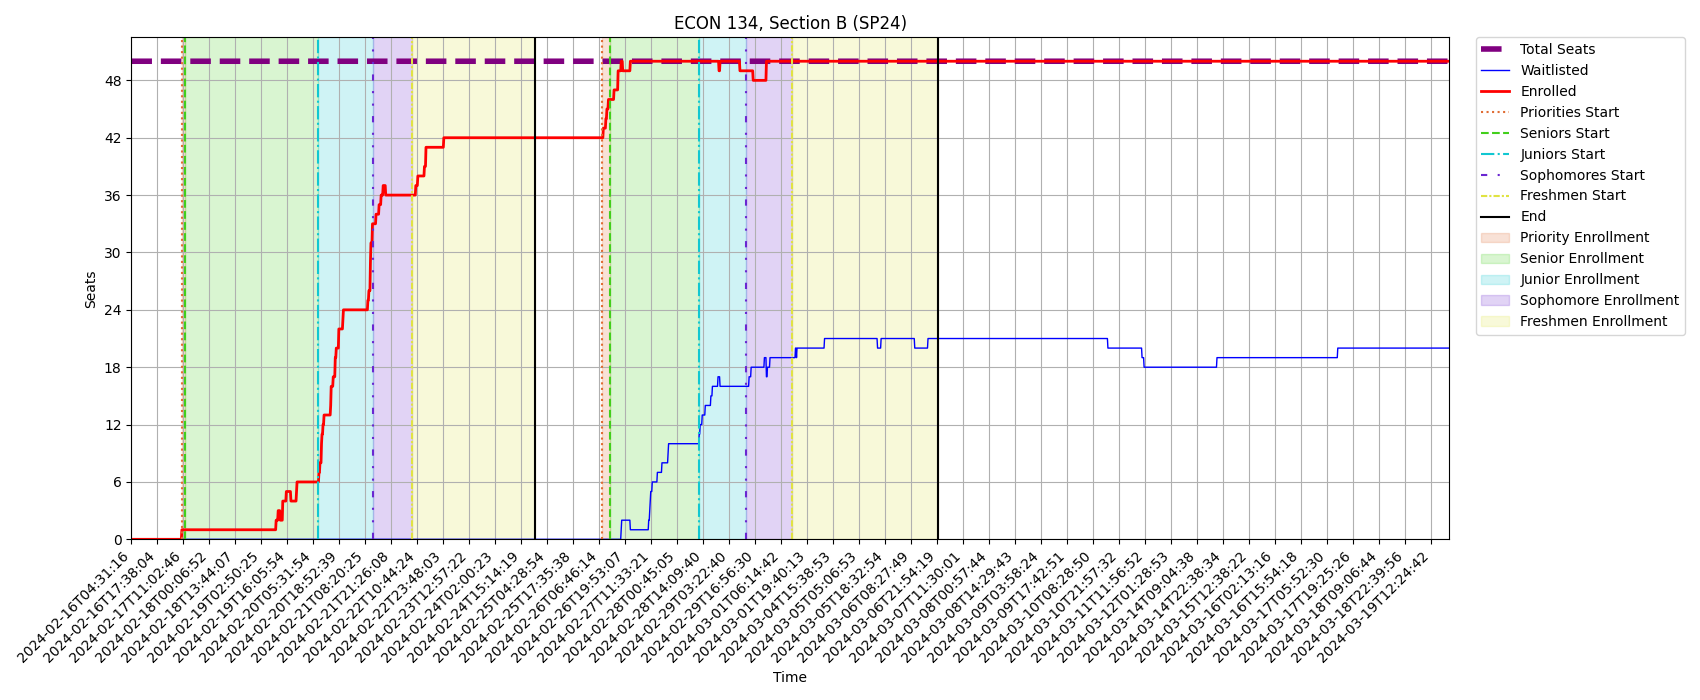 ECON 134, Section B (SP24)
Total Seats
Waitlisted
Enrolled
Priorities Start
Seniors Start
Juniors Start
Sophomores Start
Freshmen Start
End
Priority Enrollment
Senior Enrollment
Junior Enrollment
Sophomore Enrollment
Freshmen Enrollment
Seats
48
42
36
30
24
18
12
6
0
2024-02-16T04:31:16
2024-02-16T17:38:04
2024-02-17T11:02:46
2024-02-18T00:06:52
2024-02-18T13:44:07
2024-02-19T02:50:25
2024-02-19T16:05:54
2024-02-20T05:31:54
2024-02-20T18:52:39
2024-02-21T08:20:25
2024-02-21T21:26:08
2024-02-22T10:44:24
2024-02-23T12:48:03
2024-02-23T12:57:22
2024-02-24T02:00:23
2024-02-24T15:14:19
2024-02-25T04:28:54
2024-02-25T17:35:38
2024-02-26T06:46:14
2024-02-26T19:53:07
2024-02-27T11:33:21
2024-02-28T00:45:05
2024-02-28T14:09:40
2024-02-29T03:22:40
2024-02-29T16:56:30
2024-03-01T06:14:42
2024-03-01T19:40:13
2024-03-04T15:38:53
2024-03-05T05:06:53
2024-03-05T18:32:54
2024-03-06T08:27:49
2024-03-06T21:54:19
2024-03-07T11:30:01
2024-03-08T00:57:44
2024-03-08T14:29:43
2024-03-09T03:58:24
2024-03-09T17:42:51
2024-03-10T08:28:50
2024-03-10T21:57:32
2024-03-11T11:56:52
2024-03-12T01:28:53
2024-03-14T09:04:38
2024-03-14T22:38:34
2024-03-15T12:38:22
2024-03-16T02:13:16
2024-03-16T15:54:18
2024-03-17T05:52:30
2024-03-17T19:25:26
2024-03-18T09:06:44
2024-03-18T22:39:56
2024-03-19T12:24:42
Time